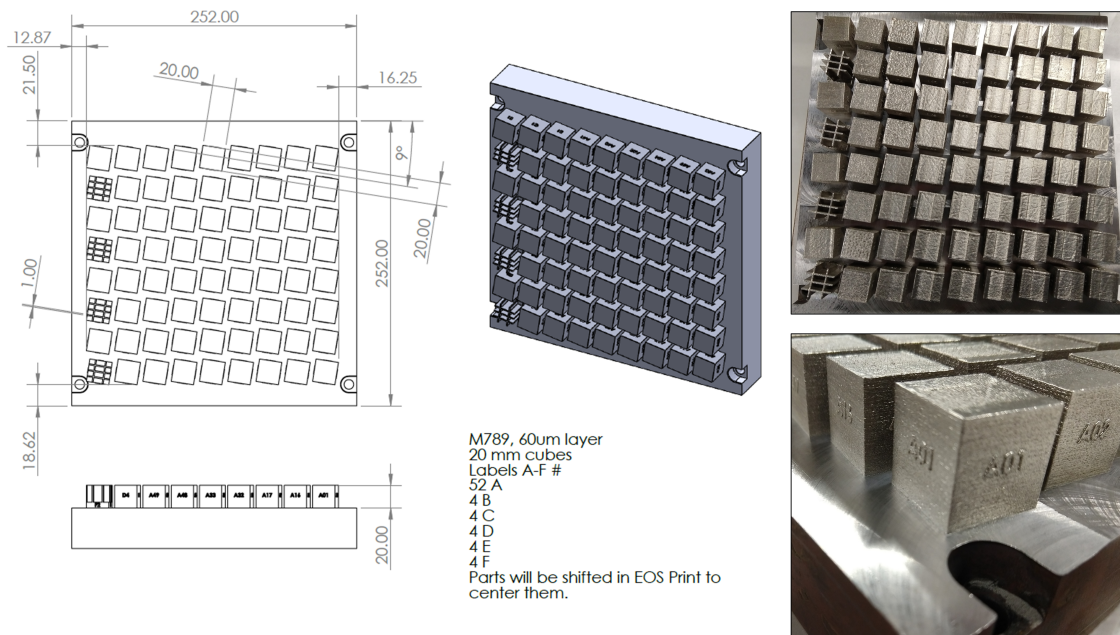 252.00
12.87
21.50
20.00
16.25
9°
20.00
252.00
1.00
18.62
D4 A49 A48 A33 A32 A17 A16 A01
20.00
M789, 60um layer
20 mm cubes
Labels A-F #
52 A
4 B
4 C
4 D
4 E
4 F
Parts will be shifted in EOS Print to
center them.
A01 A01
A02